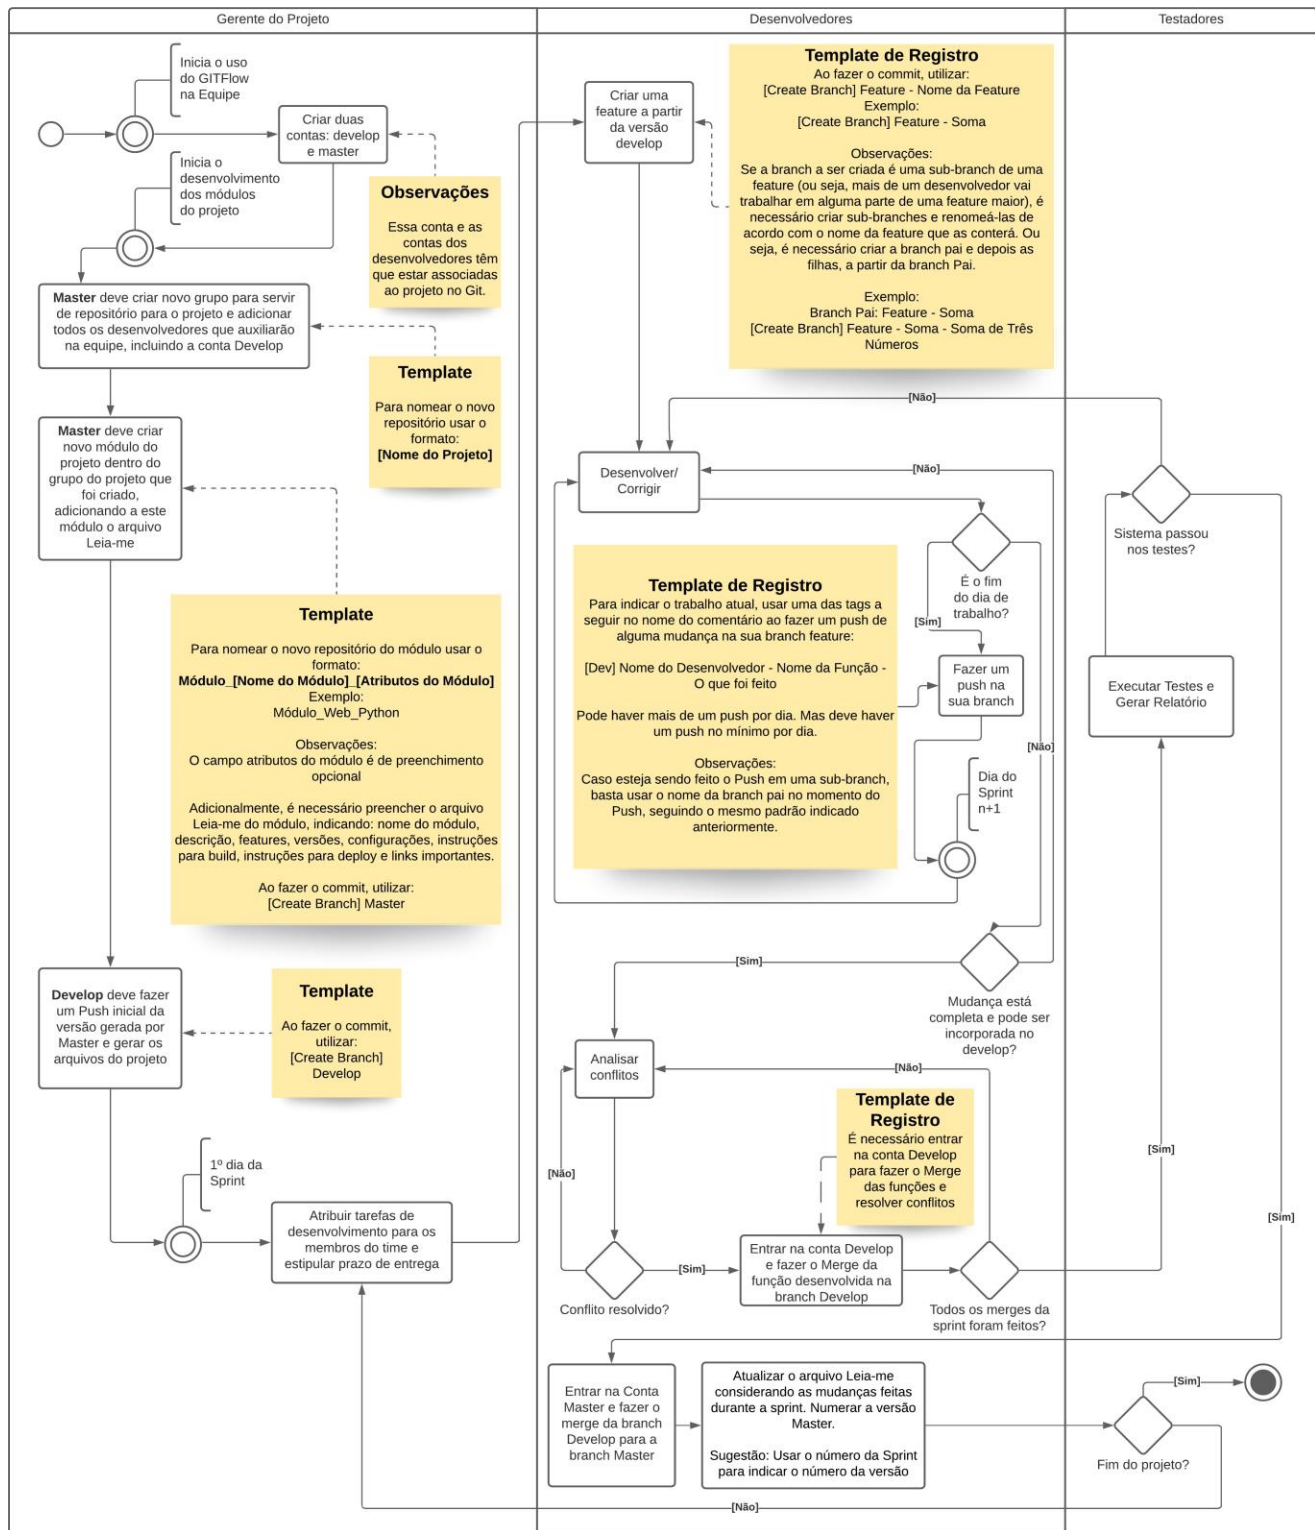 Gerente do Projeto
Desenvolvedores
Testadores
Inicia o uso
do GITFlow
na Equipe
Criar duas
contas: develop
e master
Inicia o
desenvolvimento
dos módulos
do projeto
Observações
Essa conta e as
contas dos
desenvolvedores têm
que estar associadas
ao projeto no Git.
Master deve criar novo grupo para servir
de repositório para o projeto e adicionar
todos os desenvolvedores que auxiliarão
na equipe, incluindo a conta Develop
Template
Para nomear o novo
repositório usar o
formato:
[Nome do Projeto]
Master deve criar
novo módulo do
projeto dentro do
grupo do projeto que
foi criado,
adicionando a este
módulo o arquivo
Leia-me
Template
Para nomear o novo repositório do módulo usar o
formato:
Módulo_[Nome do Módulo]_[Atributos do Módulo]
Exemplo:
Módulo_Web_Python
Observações:
O campo atributos do módulo é de preenchimento
opcional
Adicionalmente, é necessário preencher o arquivo
Leia-me do módulo, indicando: nome do módulo,
descrição, features, versões, configurações, instruções
para build, instruções para deploy e links importantes.
Ao fazer o commit, utilizar:
[Create Branch] Master
Develop deve fazer
um Push inicial da
versão gerada por
Master e gerar os
arquivos do projeto
Template
Ao fazer o commit,
utilizar:
[Create Branch]
Develop
1º dia da
Sprint
Atribuir tarefas de
desenvolvimento para os
membros do time e
estipular prazo de entrega
Criar uma
feature a partir
da versão
develop
Template de Registro
Ao fazer o commit, utilizar:
[Create Branch] Feature - Nome da Feature
Exemplo:
[Create Branch] Feature - Soma
Observações:
Se a branch a ser criada é uma sub-branch de uma
feature (ou seja, mais de um desenvolvedor vai
trabalhar em alguma parte de uma feature maior), é
necessário criar sub-branches e renomeá-las de
acordo com o nome da feature que as conterá. Ou
seja, é necessário criar a branch pai e depois as
filhas, a partir da branch Pai.
Exemplo:
Branch Pai: Feature - Soma
[Create Branch] Feature - Soma - Soma de Três
Números
[Não]
Desenvolver/
Corrigir
[Não]
Sistema passou
nos testes?
É o fim
do dia de
trabalho?
[Sim]
Template de Registro
Para indicar o trabalho atual, usar uma das tags a
seguir no nome do comentário ao fazer um push de
alguma mudança na sua branch feature:
[Dev] Nome do Desenvolvedor - Nome da Função -
O que foi feito
Pode haver mais de um push por dia. Mas deve haver
um push no mínimo por dia.
Observações:
Caso esteja sendo feito o Push em uma sub-branch,
basta usar o nome da branch pai no momento do
Push, seguindo o mesmo padrão indicado
anteriormente.
Fazer um
push na
sua branch
[Não]
Dia do
Sprint
n+1
Executar Testes e
Gerar Relatório
[Sim]
Mudança está
completa e pode ser
incorporada no
develop?
Analisar
conflitos
[Não]
Template de
Registro
É necessário entrar
na conta Develop
para fazer o Merge
das funções e
resolver conflitos
[Não]
[Sim]
[Sim]
Conflito resolvido?
[Sim]
Entrar na conta Develop
e fazer o Merge da
função desenvolvida na
branch Develop
Todos os merges da
sprint foram feitos?
Entrar na Conta
Master e fazer o
merge da branch
Develop para a
branch Master
Atualizar o arquivo Leia-me
considerando as mudanças feitas
durante a sprint. Numerar a versão
Master.
Sugestão: Usar o número da Sprint
para indicar o número da versão
[Sim]
Fim do projeto?
[Não]